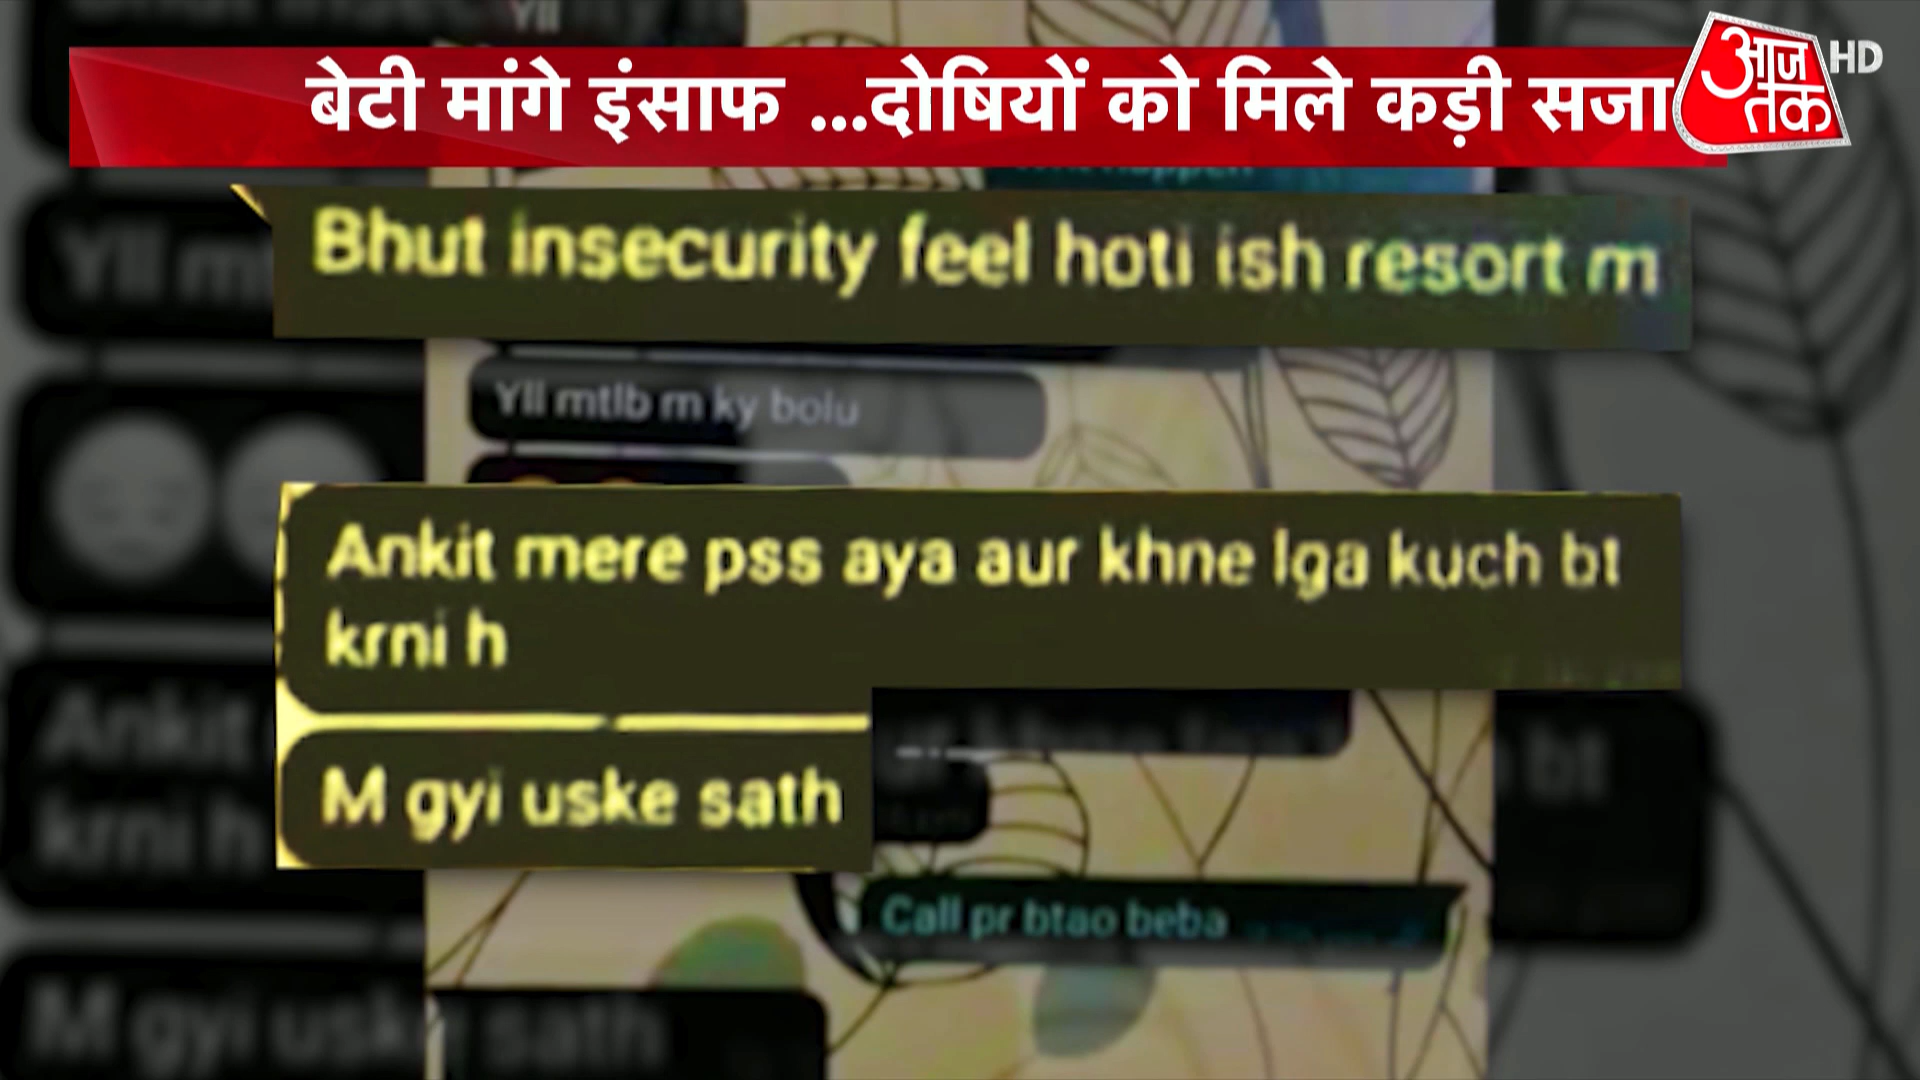 बेटी मांगे इंसाफ ...दोषियों को मिले कड़ी सजा
आज तक HD
Bhut insecurity feel hoti ish resort m
Yll mtlb m ky bolu
Ankit mere pss aya aur khne lga kuch bt
krni h
M gyi uske sath
Call pr btao beba